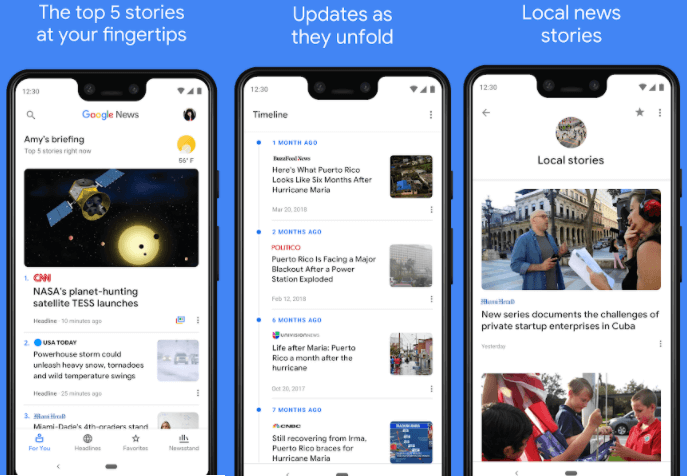 The top 5 stories
at your fingertips
12:30
Google News
Amy's briefing
Top 5 stories right now
56° F
1.
CNN
NASA's planet-hunting
satellite TESS launches
Headline · 10 minutes ago
2.
USA TODAY
Powerhouse storm could
unleash heavy snow, tornadoes
and wild temperature swings
Headline · 25 minutes ago
3.
Miami Herald
Miami-Dade's 4th-graders stand
For You
Headlines
Favorites
Newsstand
Updates as
they unfold
12:30
Timeline
1 MONTH AGO
BuzzFeed News
Here's What Puerto Rico
Looks Like Six Months After
Hurricane Maria
Mar 20, 2018
2 MONTHS AGO
POLITICO
Puerto Rico Is Facing a Major
Blackout After a Power
Station Exploded
Feb 12, 2018
6 MONTHS AGO
UNIVISION NEWS
Life after Maria: Puerto
Rico a month after the
hurricane
Oct 20, 2017
7 MONTHS AGO
CNBC
Still recovering from Irma,
Puerto Rico braces for
Hurricane Maria
Local news
stories
12:30
Local stories
Miami Herald
New series documents the challenges of
private startup enterprises in Cuba
Yesterday